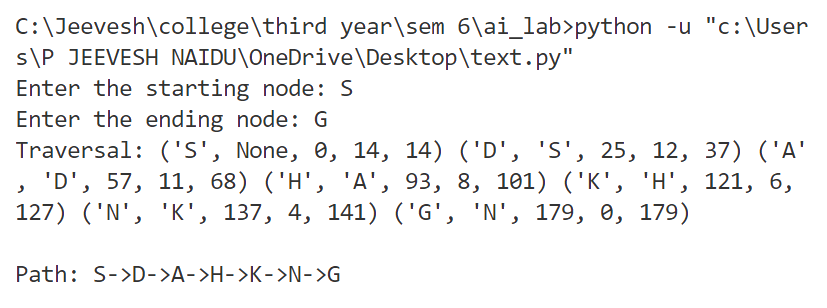 C:\Jeevesh\college\third year\sem 6\ai_lab>python -u "c:\User
s\P JEEVESH NAIDU\OneDrive\Desktop\text.py"
Enter the starting node: S
Enter the ending node: G
Traversal: ('S', None, 0, 14, 14) ('D', 'S', 25, 12, 37) ('A'
, 'D', 57, 11, 68) ('H', 'A', 93, 8, 101) ('K', 'H', 121, 6,
127) ('N', 'K', 137, 4, 141) ('G', 'N', 179, 0, 179)
Path: S->D->A->H->K->N->G